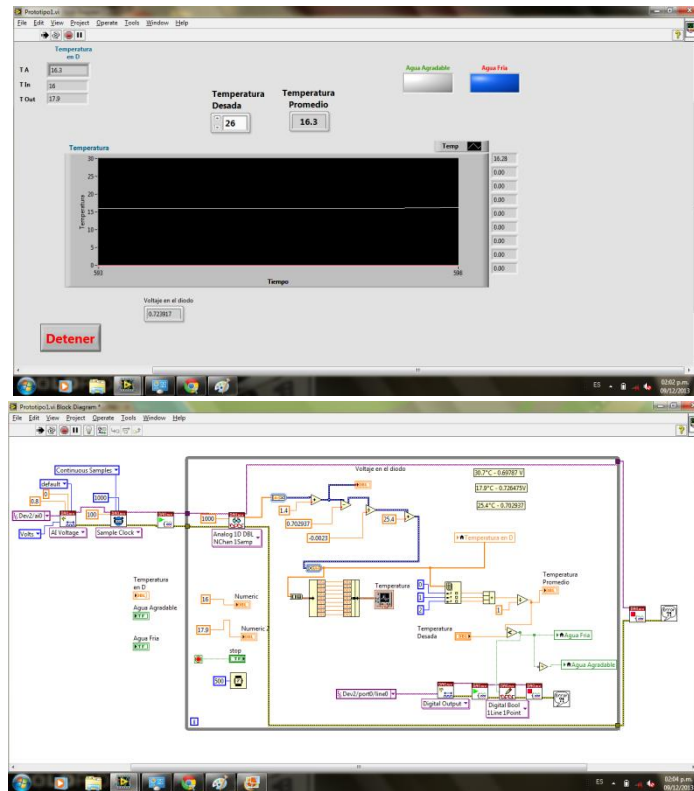 Prototipo1.vi
File Edit View Project Operate Tools Window Help
Temperatura
en D
T A 16.3
T In 16
T Out 17.9
Temperatura
Desada
26
Temperatura
Promedio
16.3
Agua Agradable
Agua Fria
Temperatura
Temp
30
25
20
15
10
5
0
Temperatura
503
598
Tiempo
16.28
0.00
0.00
0.00
0.00
0.00
0.00
0.00
0.00
0.00
Voltaje en el diodo
0.723917
Detener
ES
02:02 p.m.
09/12/2013
Prototipo1.vi Block Diagram *
File Edit View Project Operate Tools Window Help
Continuous Samples
default
0
0.8
1000
100
Dev2/ai0
Volts
AI Voltage
Sample Clock
1000
Analog 1D DBL
NChan 1Samp
Voltaje en el diodo
1.4
0.702937
-0.0023
25.4
30.7°C - 0.69787 V
17.9°C - 0.726475V
25.4°C - 0.702937
Temperatura en D
Temperatura
en D
Agua Agradable
Agua Fria
16
Numeric
17.9
Numeric 2
stop
500
Temperatura
0
1
2
Temperatura
Promedio
Temperatura
Desada
Agua Fria
Agua Agradable
Dev2/port0/line0
Digital Output
Digital Bool
1Line 1Point
i
ES
02:04 p.m.
09/12/2013